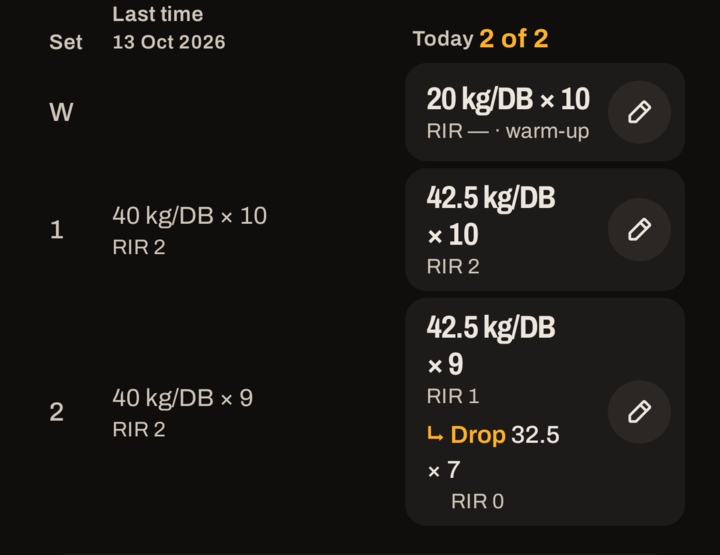 Last time
Set 13 Oct 2026 Today 2 of 2
W 20 kg/DB × 10
RIR — · warm-up
1 40 kg/DB × 10
RIR 2
42.5 kg/DB
× 10
RIR 2
2 40 kg/DB × 9
RIR 2
42.5 kg/DB
× 9
RIR 1
↳ Drop 32.5
× 7
RIR 0